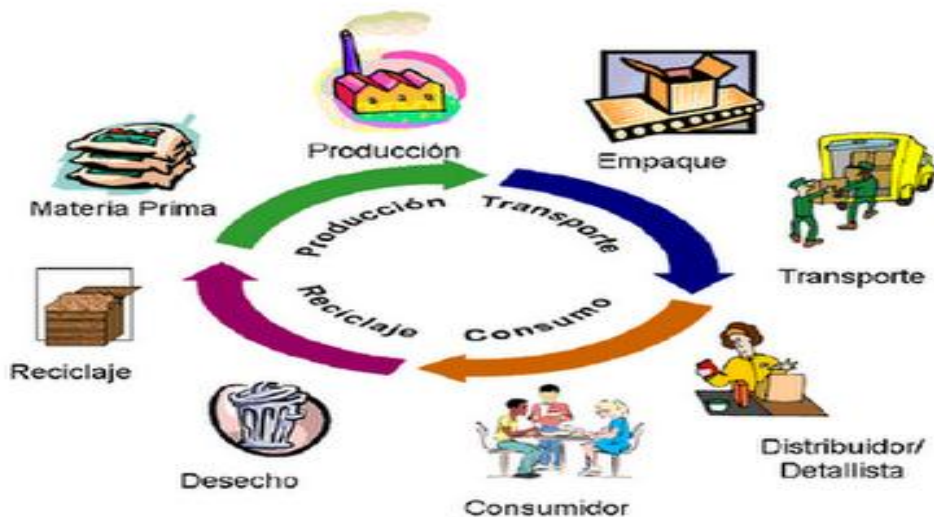 Producción
Empaque
Materia Prima
Producción
Transporte
Transporte
Reciclaje
Consumo
Reciclaje
Distribuidor/
Detallista
Desecho
Consumidor